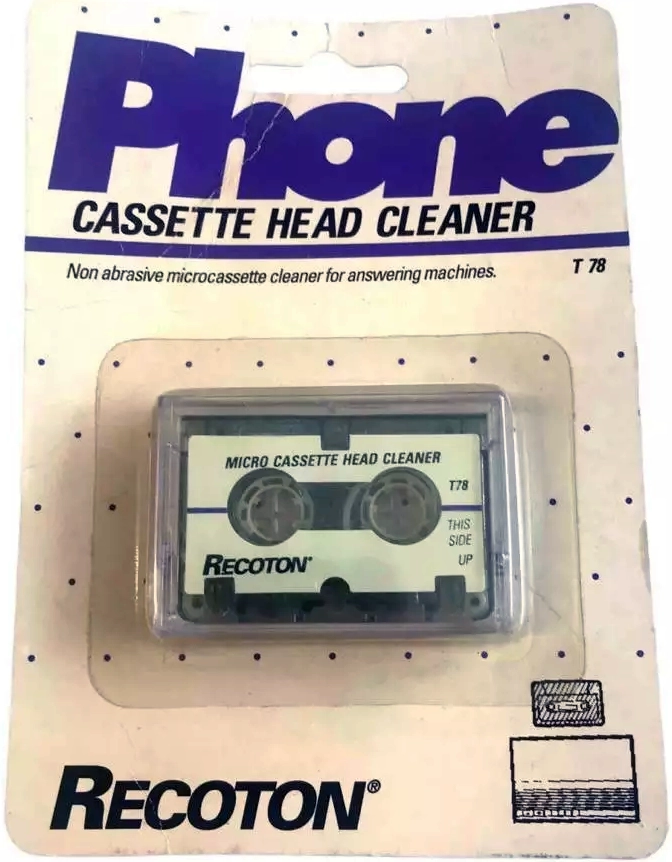 Phone
CASSETTE HEAD CLEANER
Non abrasive microcassette cleaner for answering machines.
T 78
MICRO CASSETTE HEAD CLEANER
T78
THIS
SIDE
UP
RECOTON®
RECOTON®